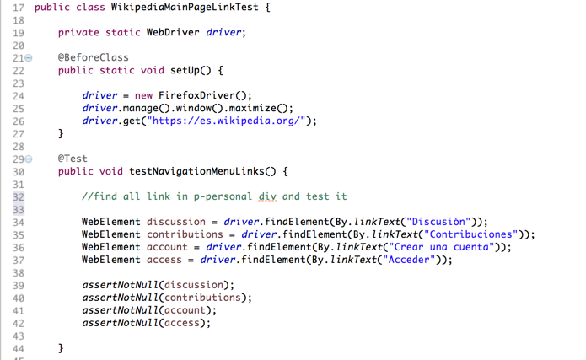 17 public class WikipediaMainPageLinkTest {
18
19 private static WebDriver driver;
20
21 @BeforeClass
22 public static void setUp() {
23
24 driver = new FirefoxDriver();
25 driver.manage().window().maximize();
26 driver.get("https://es.wikipedia.org/");
27 }
28
29 @Test
30 public void testNavigationMenuLinks() {
31
32 //find all link in p-personal div and test it
33
34 WebElement discussion = driver.findElement(By.linkText("Discusión"));
35 WebElement contributions = driver.findElement(By.linkText("Contribuciones"));
36 WebElement account = driver.findElement(By.linkText("Crear una cuenta"));
37 WebElement access = driver.findElement(By.linkText("Acceder"));
38
39 assertNotNull(discussion);
40 assertNotNull(contributions);
41 assertNotNull(account);
42 assertNotNull(access);
43
44 }